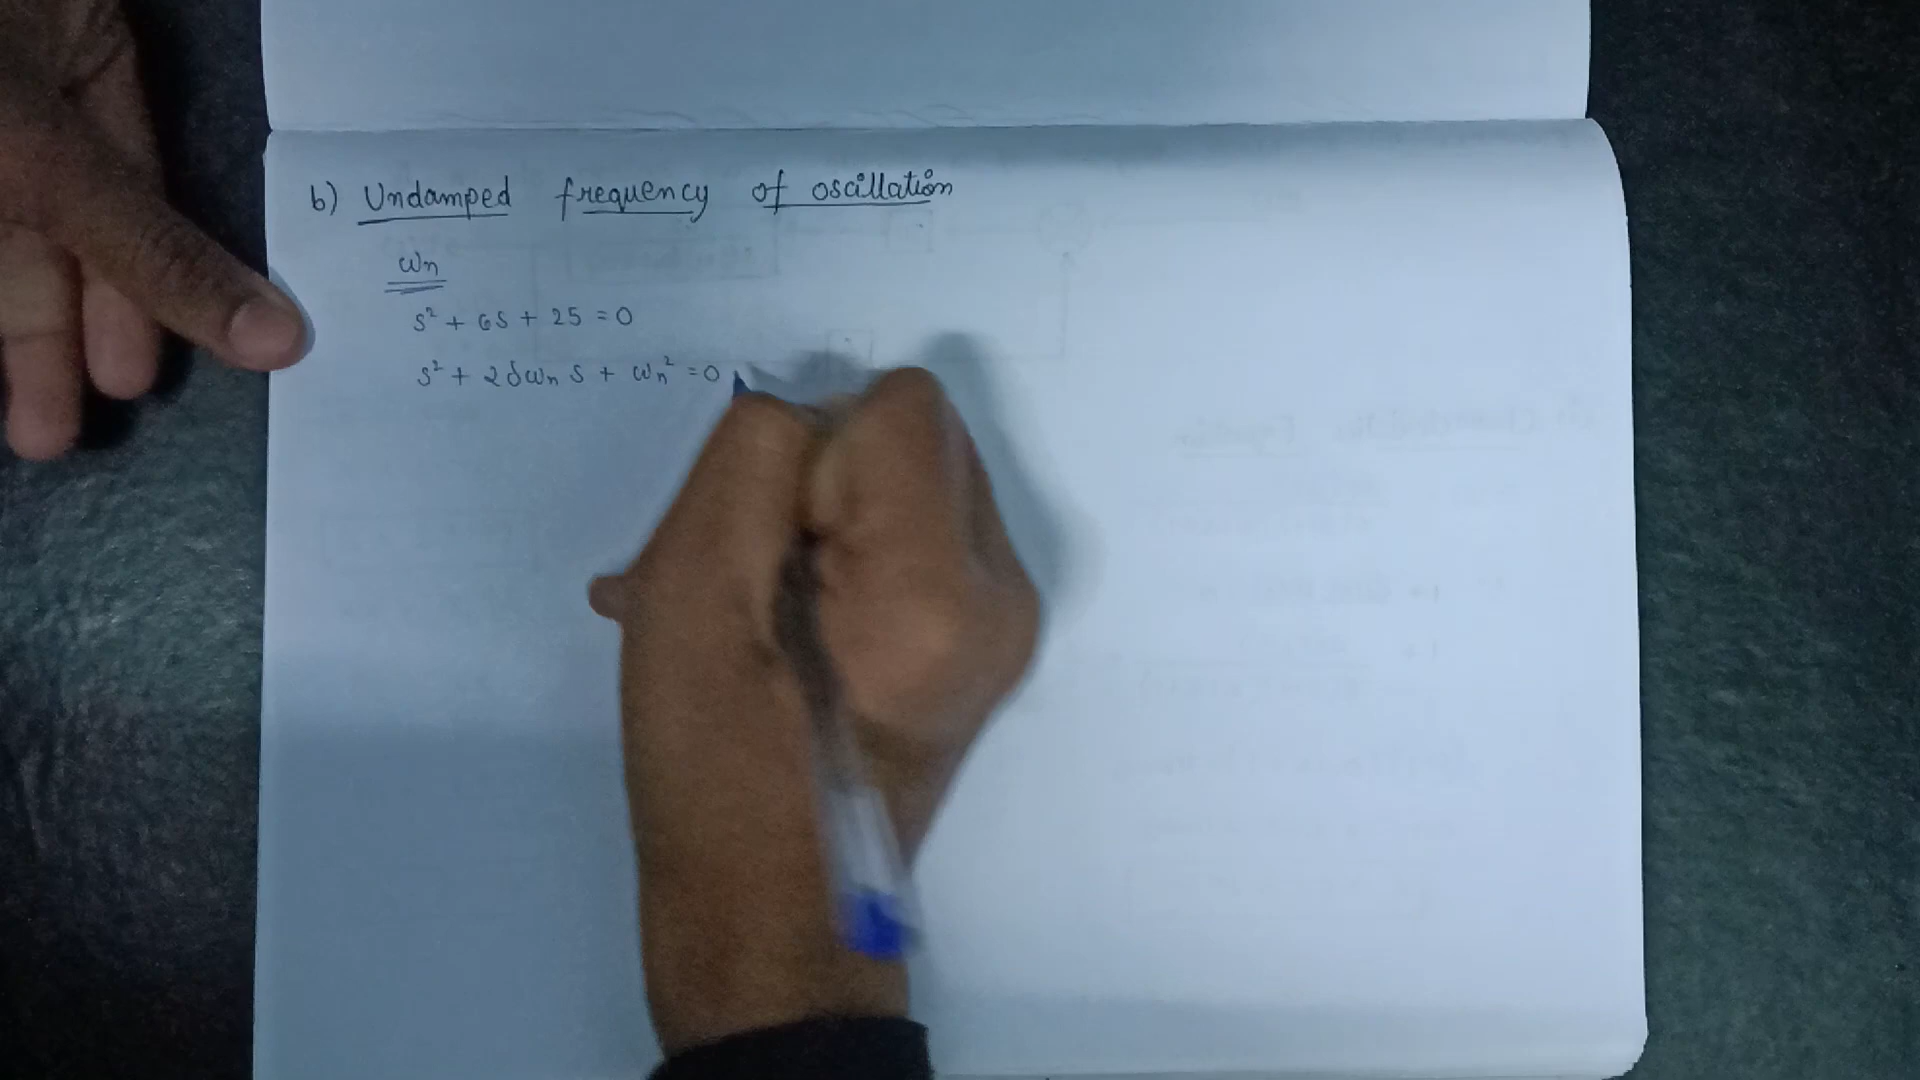 b) Undamped frequency of oscillation
ωn
s² + 6s + 25 = 0
s² + 2δωn s + ωn² = 0